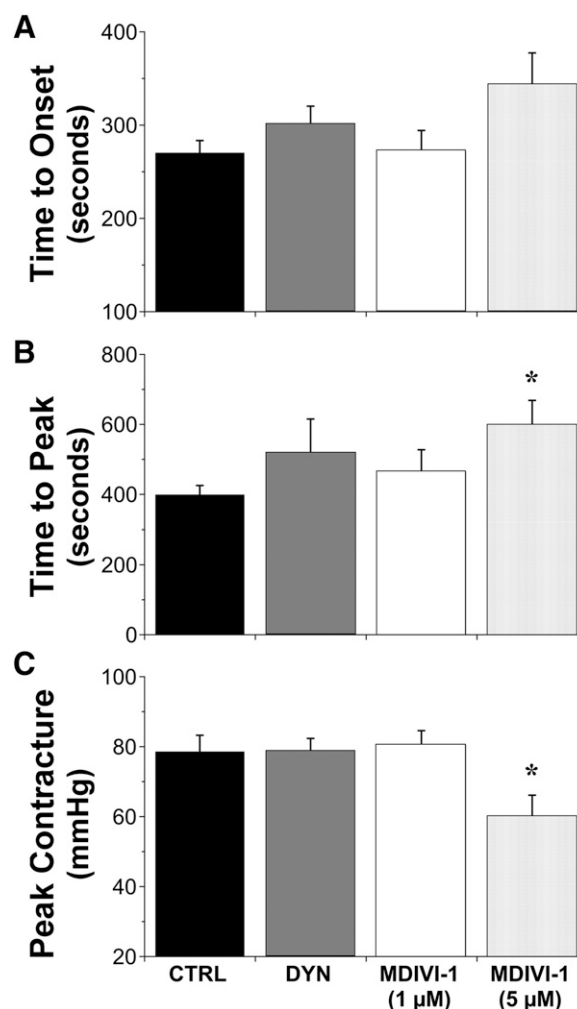 A
Time to Onset
(seconds)
400
300
200
100
B
Time to Peak
(seconds)
800
600
400
200
0
*
C
Peak Contracture
(mmHg)
100
80
60
40
20
*
CTRL DYN MDIVI-1 MDIVI-1
(1 µM) (5 µM)